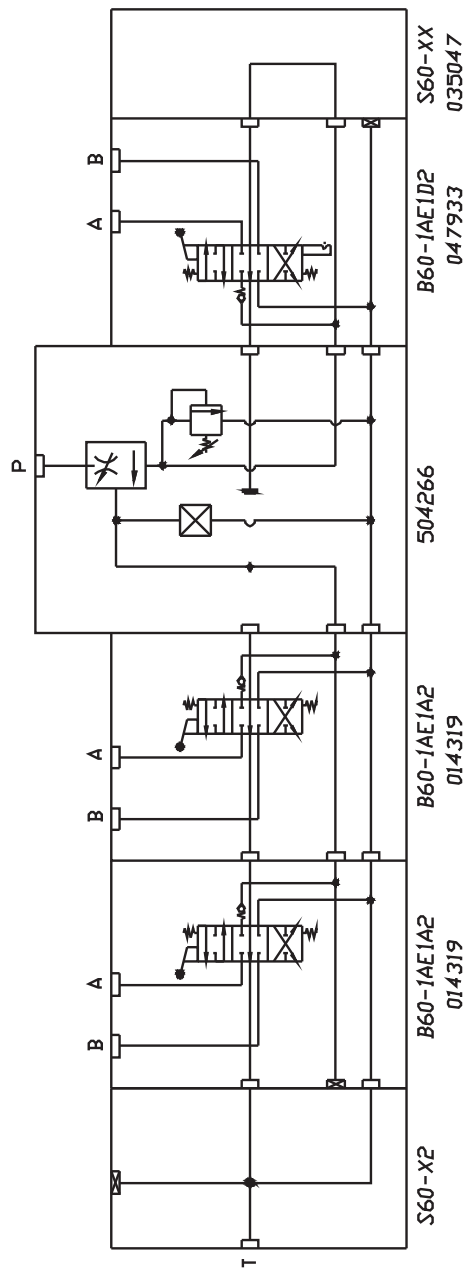 S60-XX
035047
B
A
B60-1AE1D2
047933
P
504266
A
B
B60-1AE1A2
014319
A
B
B60-1AE1A2
014319
S60-X2
T